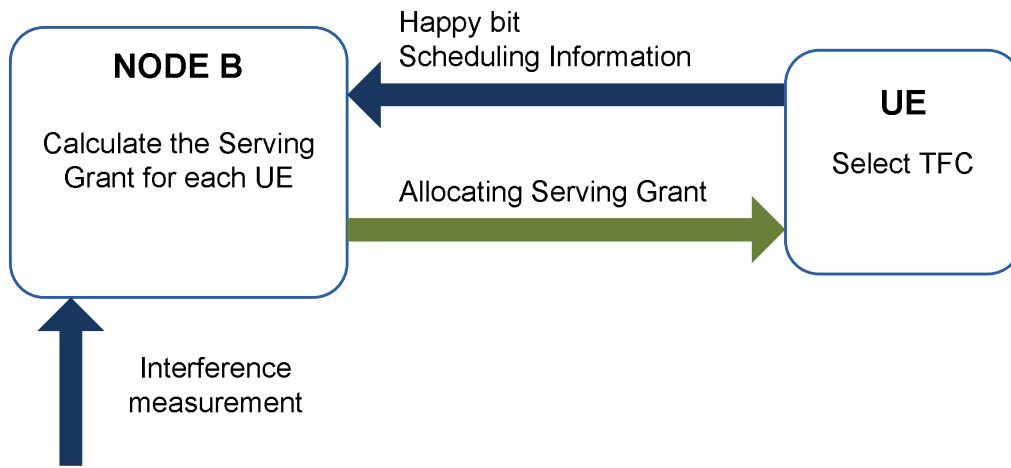 Happy bit
Scheduling Information
NODE B
Calculate the Serving
Grant for each UE
UE
Select TFC
Allocating Serving Grant
Interference
measurement